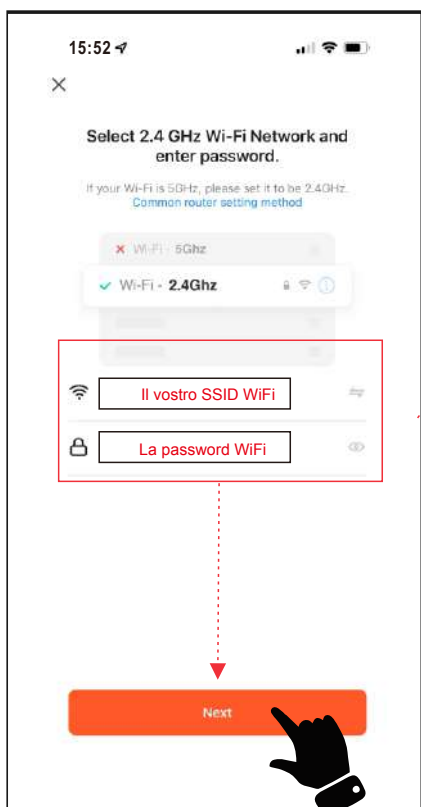 15:52
Select 2.4 GHz Wi-Fi Network and
enter password.
If your Wi-Fi is 5GHz, please set it to be 2.4GHz.
Common router setting method
Wi-Fi - 5Ghz
Wi-Fi - 2.4Ghz
Il vostro SSID WiFi
La password WiFi
Next